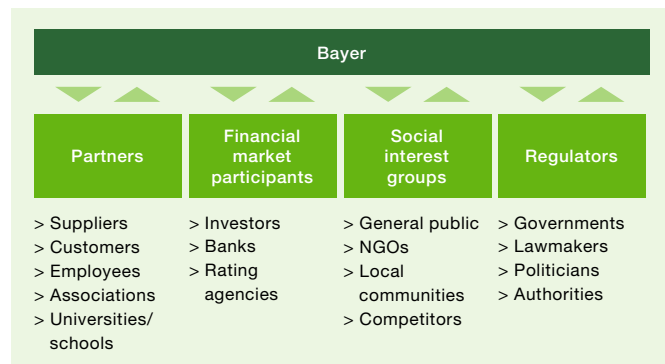 Bayer
Partners
Financial
market
participants
Social
interest
groups
Regulators
> Suppliers
> Customers
> Employees
> Associations
> Universities/
schools
> Investors
> Banks
> Rating
agencies
> General public
> NGOs
> Local
communities
> Competitors
> Governments
> Lawmakers
> Politicians
> Authorities